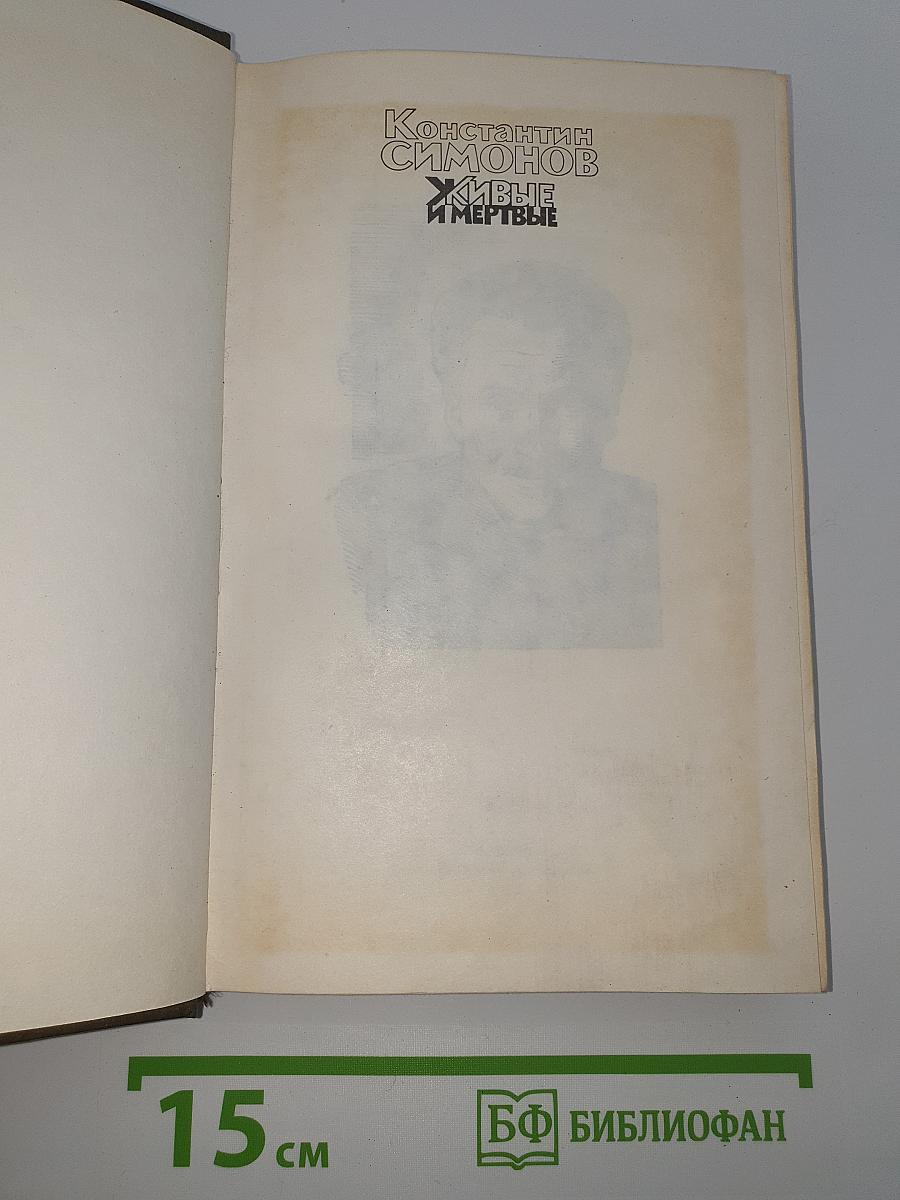 Константин
СИМОНОВ
Живые
и мертвые
15 см
БФ БИБЛИОФАН